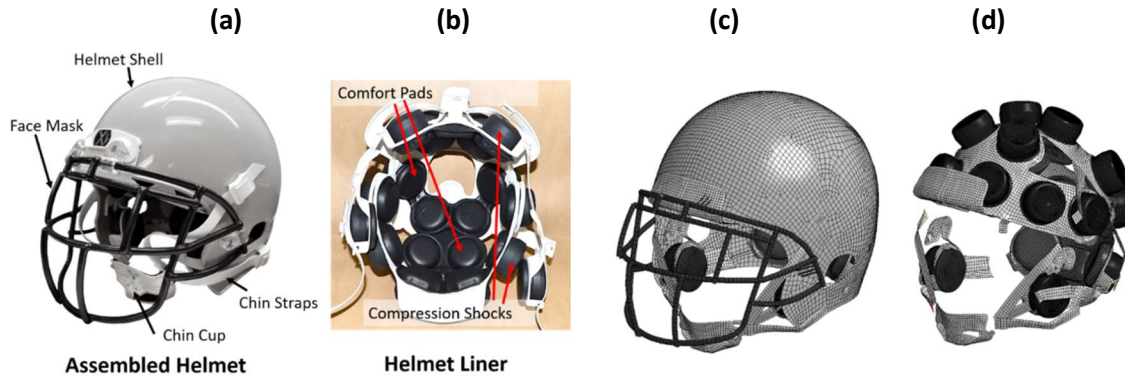 (a)
(b)
(c)
(d)
Helmet Shell
Face Mask
Chin Straps
Chin Cup
Assembled Helmet
Comfort Pads
Compression Shocks
Helmet Liner